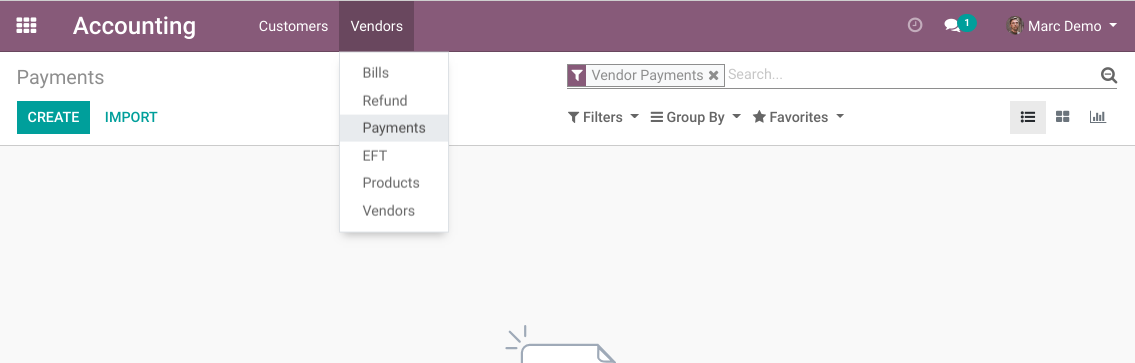 Accounting Customers Vendors 1 Marc Demo
Payments
Vendor Payments Search...
CREATE IMPORT
Filters Group By Favorites
Bills
Refund
Payments
EFT
Products
Vendors